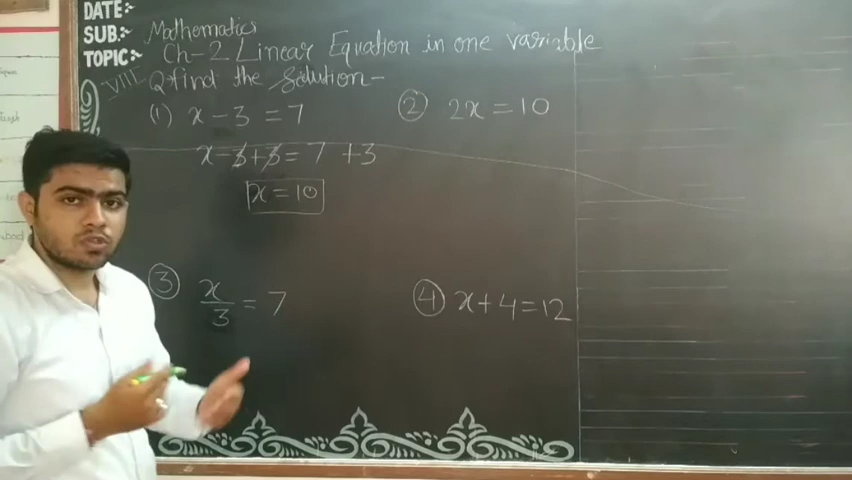 DATE:-
SUB:- Mathematics
TOPIC:- Ch-2 Linear Equation in one variable
VIII Q find the Solution-
(1) x - 3 = 7
x - 3 + 3 = 7 + 3
x = 10
(2) 2x = 10
(3) x/3 = 7
(4) x + 4 = 12